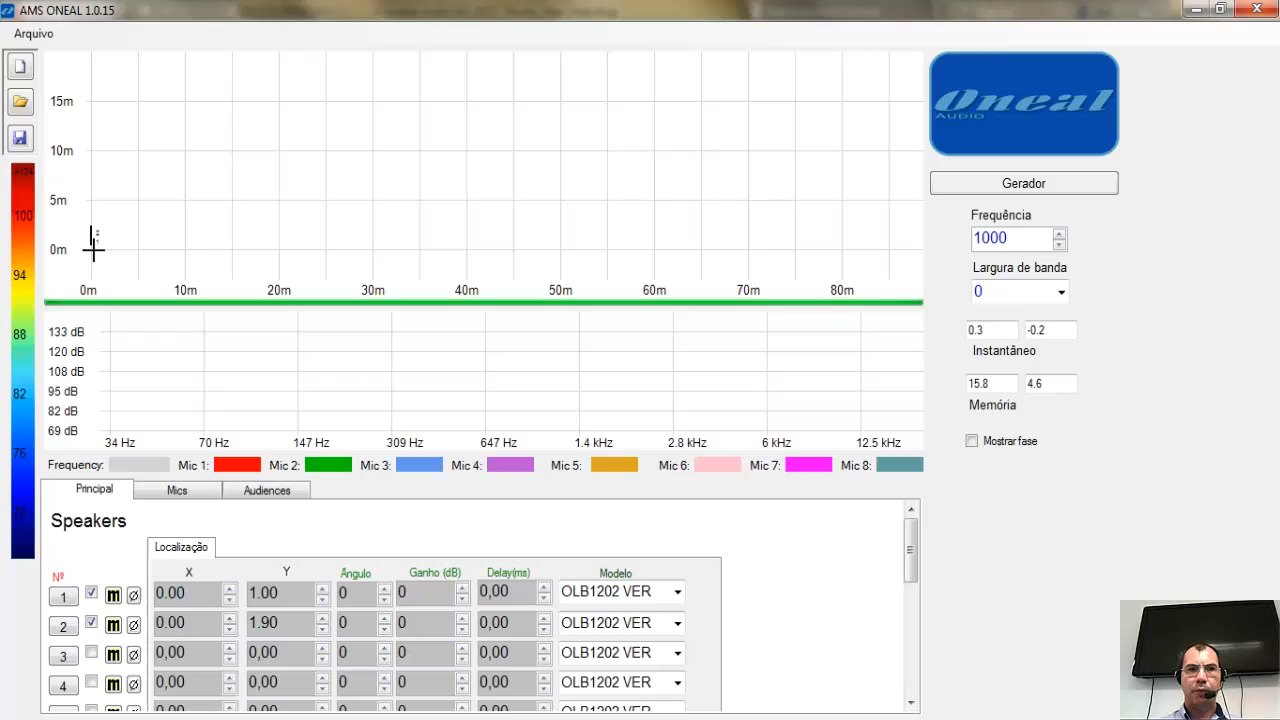 AMS ONEAL 1.0.15
Arquivo
15m
10m
5m
0m
0m 10m 20m 30m 40m 50m 60m 70m 80m
Oneal
AUDIO
Gerador
Frequência
1000
Largura de banda
0
0.3 -0.2
Instantâneo
15.8 4.6
Memória
Mostrar fase
100
94
88
82
76
133 dB
120 dB
108 dB
95 dB
82 dB
69 dB
34 Hz 70 Hz 147 Hz 309 Hz 647 Hz 1.4 kHz 2.8 kHz 6 kHz 12.5 kHz
Frequency: Mic 1: Mic 2: Mic 3: Mic 4: Mic 5: Mic 6: Mic 7: Mic 8:
Principal Mics Audiences
Speakers
Localização
Nº X Y Ângulo Ganho (dB) Delay(ms) Modelo
1 m Ø 0.00 1.00 0 0 0,00 OLB1202 VER
2 m Ø 0.00 1.90 0 0 0,00 OLB1202 VER
3 m Ø 0,00 0,00 0 0 0,00 OLB1202 VER
4 m Ø 0,00 0,00 0 0 0,00 OLB1202 VER